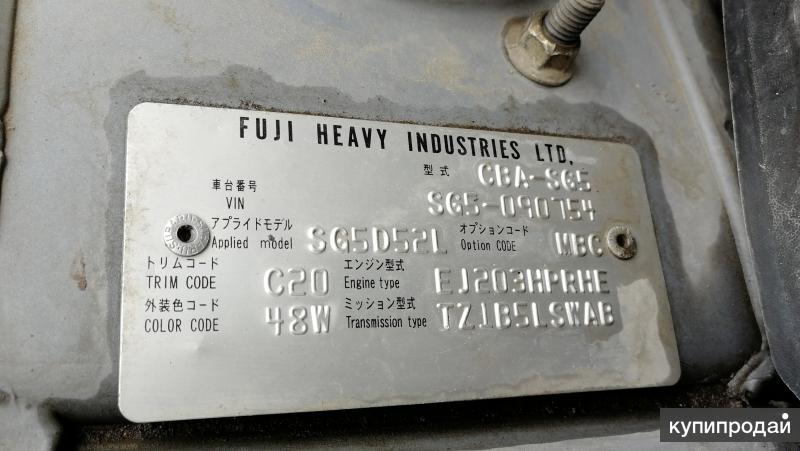 FUJI HEAVY INDUSTRIES LTD.
型式 CBA-SG5
車台番号
VIN SG5-090754
アプライドモデル オプションコード
Applied model SG5D52L Option CODE MBC
トリムコード エンジン型式
TRIM CODE C20 Engine type EJ203HPRHE
外装色コード ミッション型式
COLOR CODE 48W Transmission type TZ1B5LSWAB
купипродай